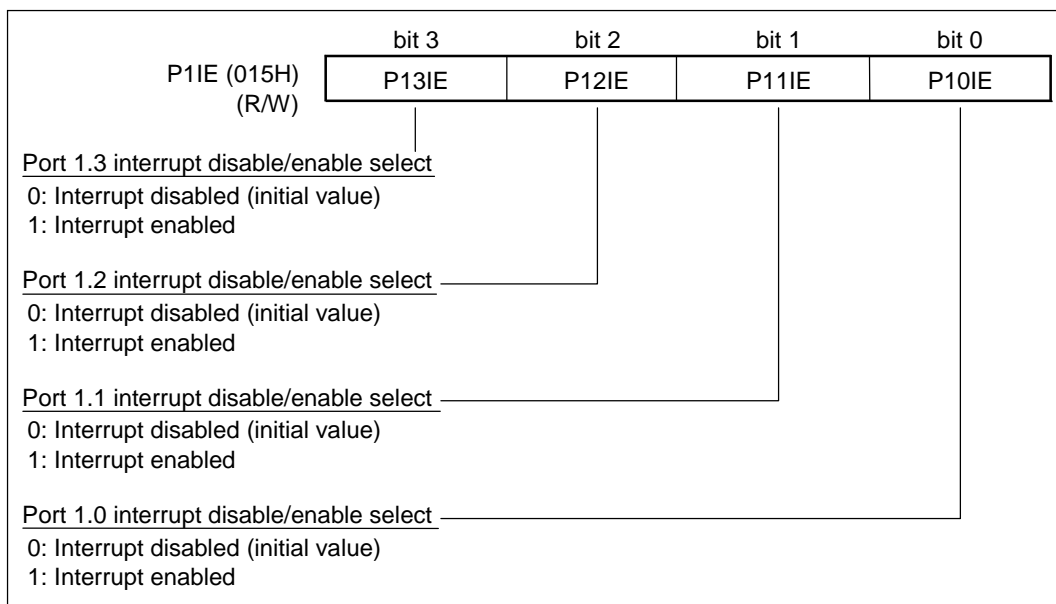 bit 3 bit 2 bit 1 bit 0
P1IE (015H) P13IE P12IE P11IE P10IE
(R/W)
Port 1.3 interrupt disable/enable select
0: Interrupt disabled (initial value)
1: Interrupt enabled
Port 1.2 interrupt disable/enable select
0: Interrupt disabled (initial value)
1: Interrupt enabled
Port 1.1 interrupt disable/enable select
0: Interrupt disabled (initial value)
1: Interrupt enabled
Port 1.0 interrupt disable/enable select
0: Interrupt disabled (initial value)
1: Interrupt enabled